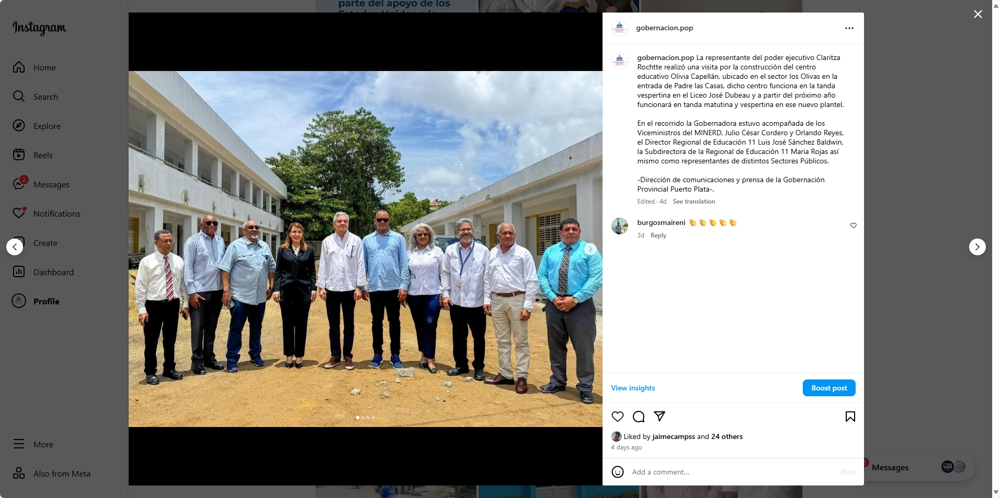 parte del apoyo de los
Estados Unidos a la
Instagram
Home
Search
Explore
Reels
2
Messages
Notifications
Create
Dashboard
Profile
More
Also from Meta
gobernacion.pop
gobernacion.pop La representante del poder ejecutivo Claritza
Rochtte realizó una visita por la construcción del centro
educativo Olivia Capellán, ubicado en el sector los Olivas en la
entrada de Padre las Casas, dicho centro funciona en la tanda
vespertina en el Liceo José Dubeau y a partir del próximo año
funcionará en tanda matutina y vespertina en ese nuevo plantel.
En el recorrido la Gobernadora estuvo acompañada de los
Viceministros del MINERD, Julio César Cordero y Orlando Reyes,
el Director Regional de Educación 11 Luis José Sánchez Baldwin,
la Subdirectora de la Regional de Educación 11 Maria Rojas así
mismo como representantes de distintos Sectores Públicos.
-Dirección de comunicaciones y prensa de la Gobernación
Provincial Puerto Plata-.
Edited · 4d See translation
burgosmaireni 👏👏👏👏👏
3d Reply
View insights
Boost post
Liked by jaimecampss and 24 others
4 days ago
Add a comment...
Post
2
Messages